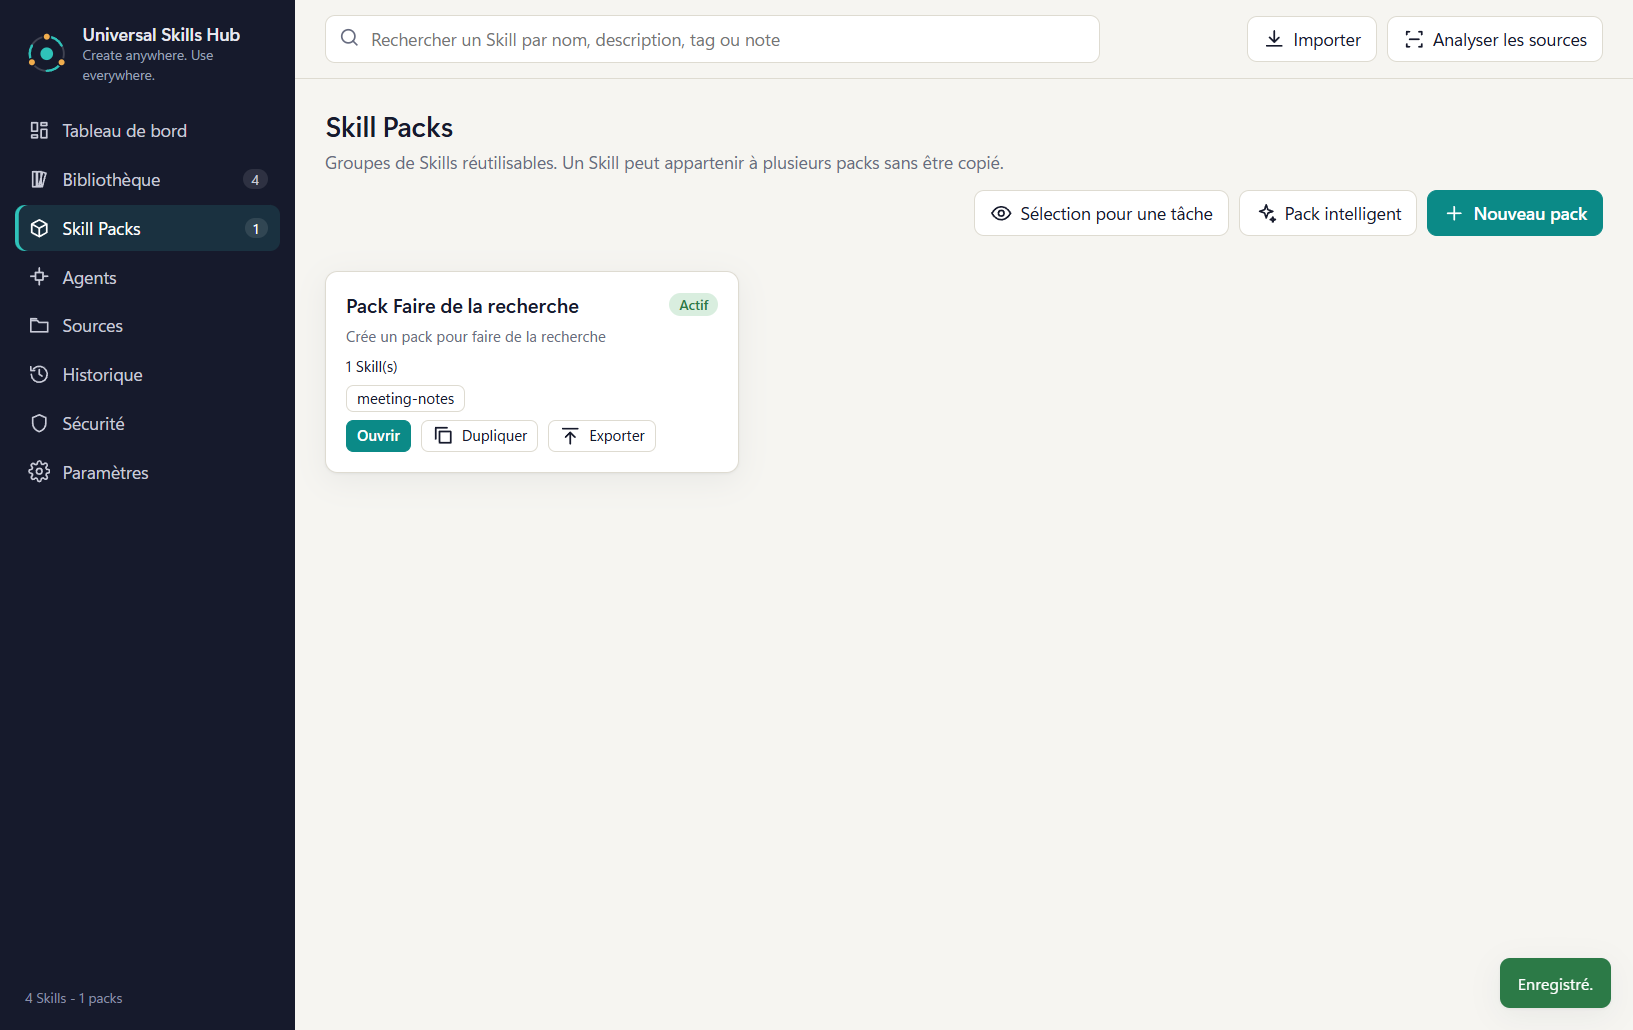 Universal Skills Hub
Create anywhere. Use
everywhere.
Tableau de bord
Bibliothèque 4
Skill Packs 1
Agents
Sources
Historique
Sécurité
Paramètres
4 Skills - 1 packs
Rechercher un Skill par nom, description, tag ou note
Importer
Analyser les sources
Skill Packs
Groupes de Skills réutilisables. Un Skill peut appartenir à plusieurs packs sans être copié.
Sélection pour une tâche
Pack intelligent
Nouveau pack
Pack Faire de la recherche
Actif
Crée un pack pour faire de la recherche
1 Skill(s)
meeting-notes
Ouvrir
Dupliquer
Exporter
Enregistré.